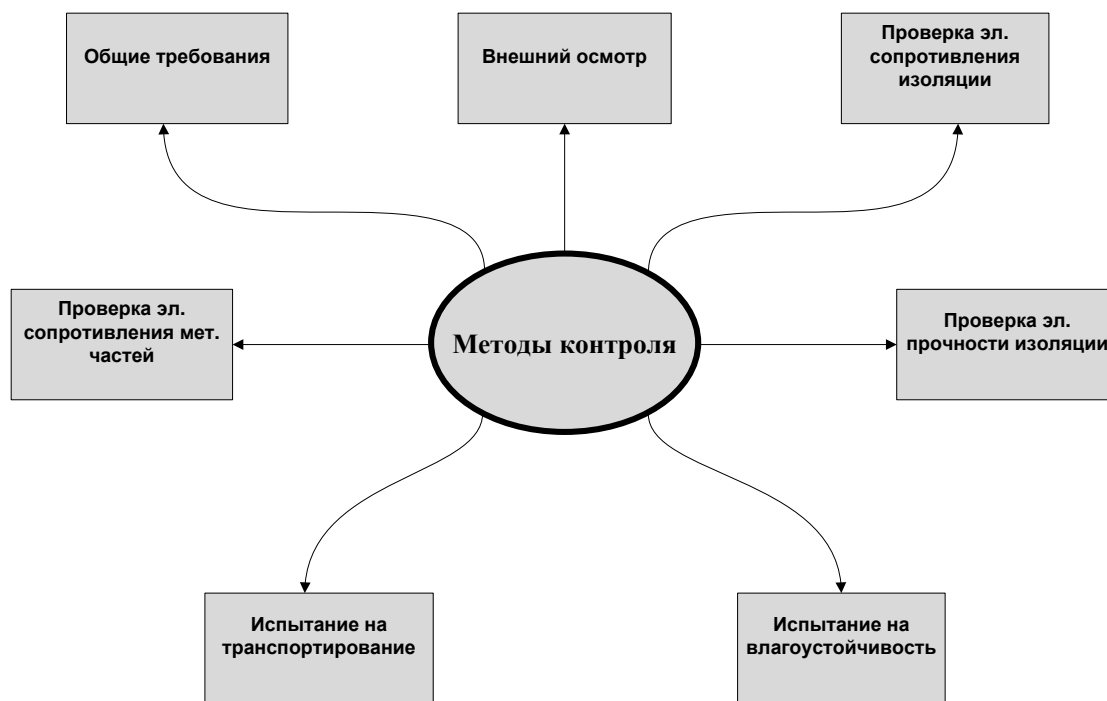 Общие требования
Внешний осмотр
Проверка эл.
сопротивления
изоляции
Проверка эл.
сопротивления мет.
частей
Методы контроля
Проверка эл.
прочности изоляции
Испытание на
транспортирование
Испытание на
влагоустойчивость